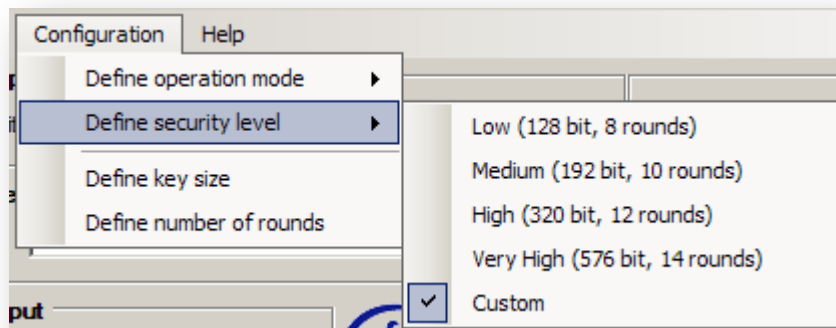 Configuration Help
Define operation mode
Define security level
Define key size
Define number of rounds
Low (128 bit, 8 rounds)
Medium (192 bit, 10 rounds)
High (320 bit, 12 rounds)
Very High (576 bit, 14 rounds)
Custom
put